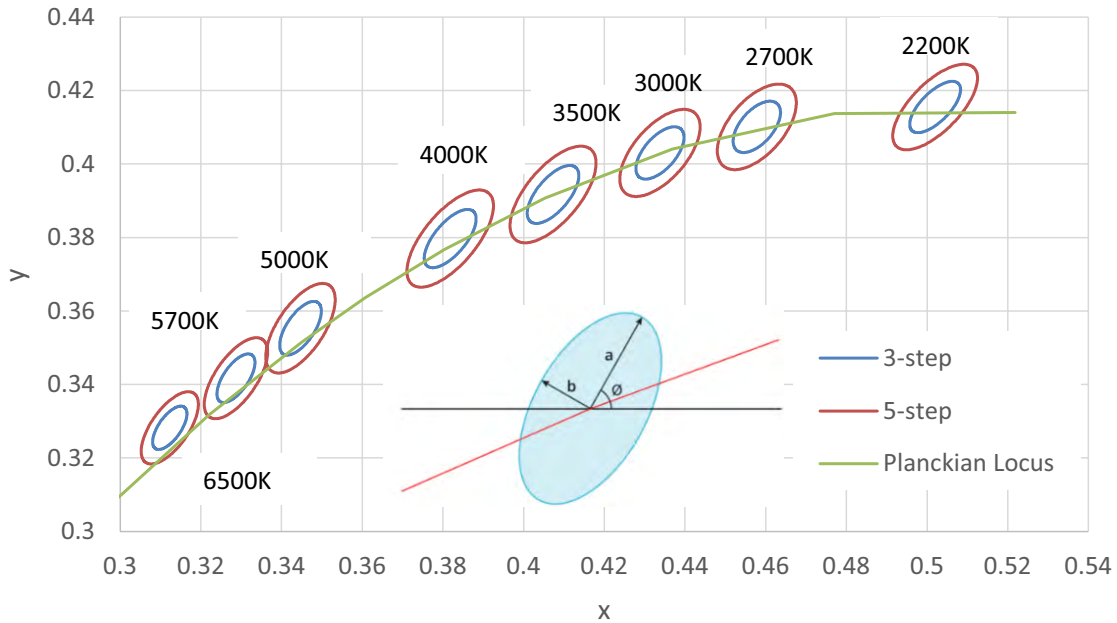 0.44
0.42
0.4
0.38
0.36
0.34
0.32
0.3
y
0.3 0.32 0.34 0.36 0.38 0.4 0.42 0.44 0.46 0.48 0.5 0.52 0.54
x
2200K
2700K
3000K
3500K
4000K
5000K
5700K
6500K
a
b
Ø
3-step
5-step
Planckian Locus